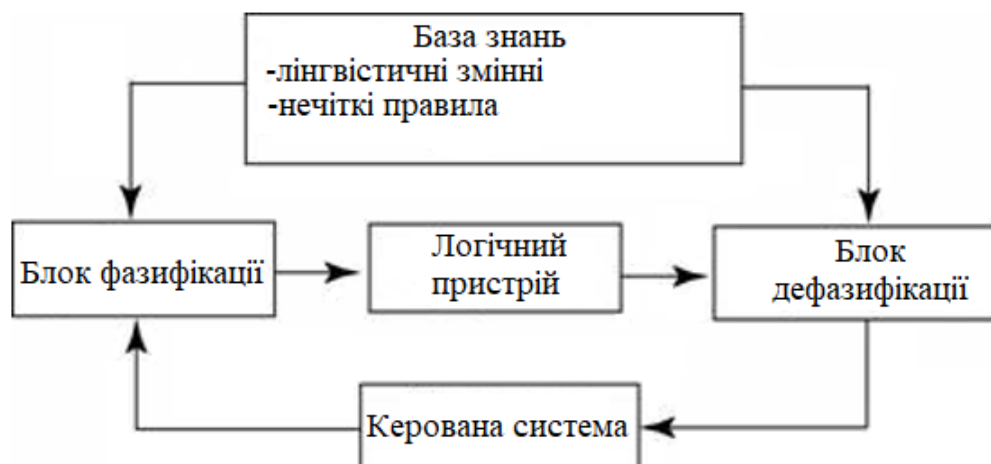 База знань
-лінгвістичні змінні
-нечіткі правила
Блок фазифікації
Логічний
пристрій
Блок
дефазифікації
Керована система